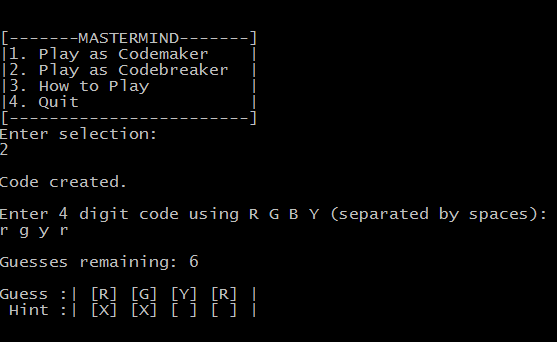 [-------MASTERMIND-------]
|1. Play as Codemaker    |
|2. Play as Codebreaker  |
|3. How to Play          |
|4. Quit                 |
[------------------------]
Enter selection:
2
Code created.
Enter 4 digit code using R G B Y (separated by spaces):
r g y r
Guesses remaining: 6
Guess :| [R] [G] [Y] [R] |
 Hint :| [X] [X] [ ] [ ] |